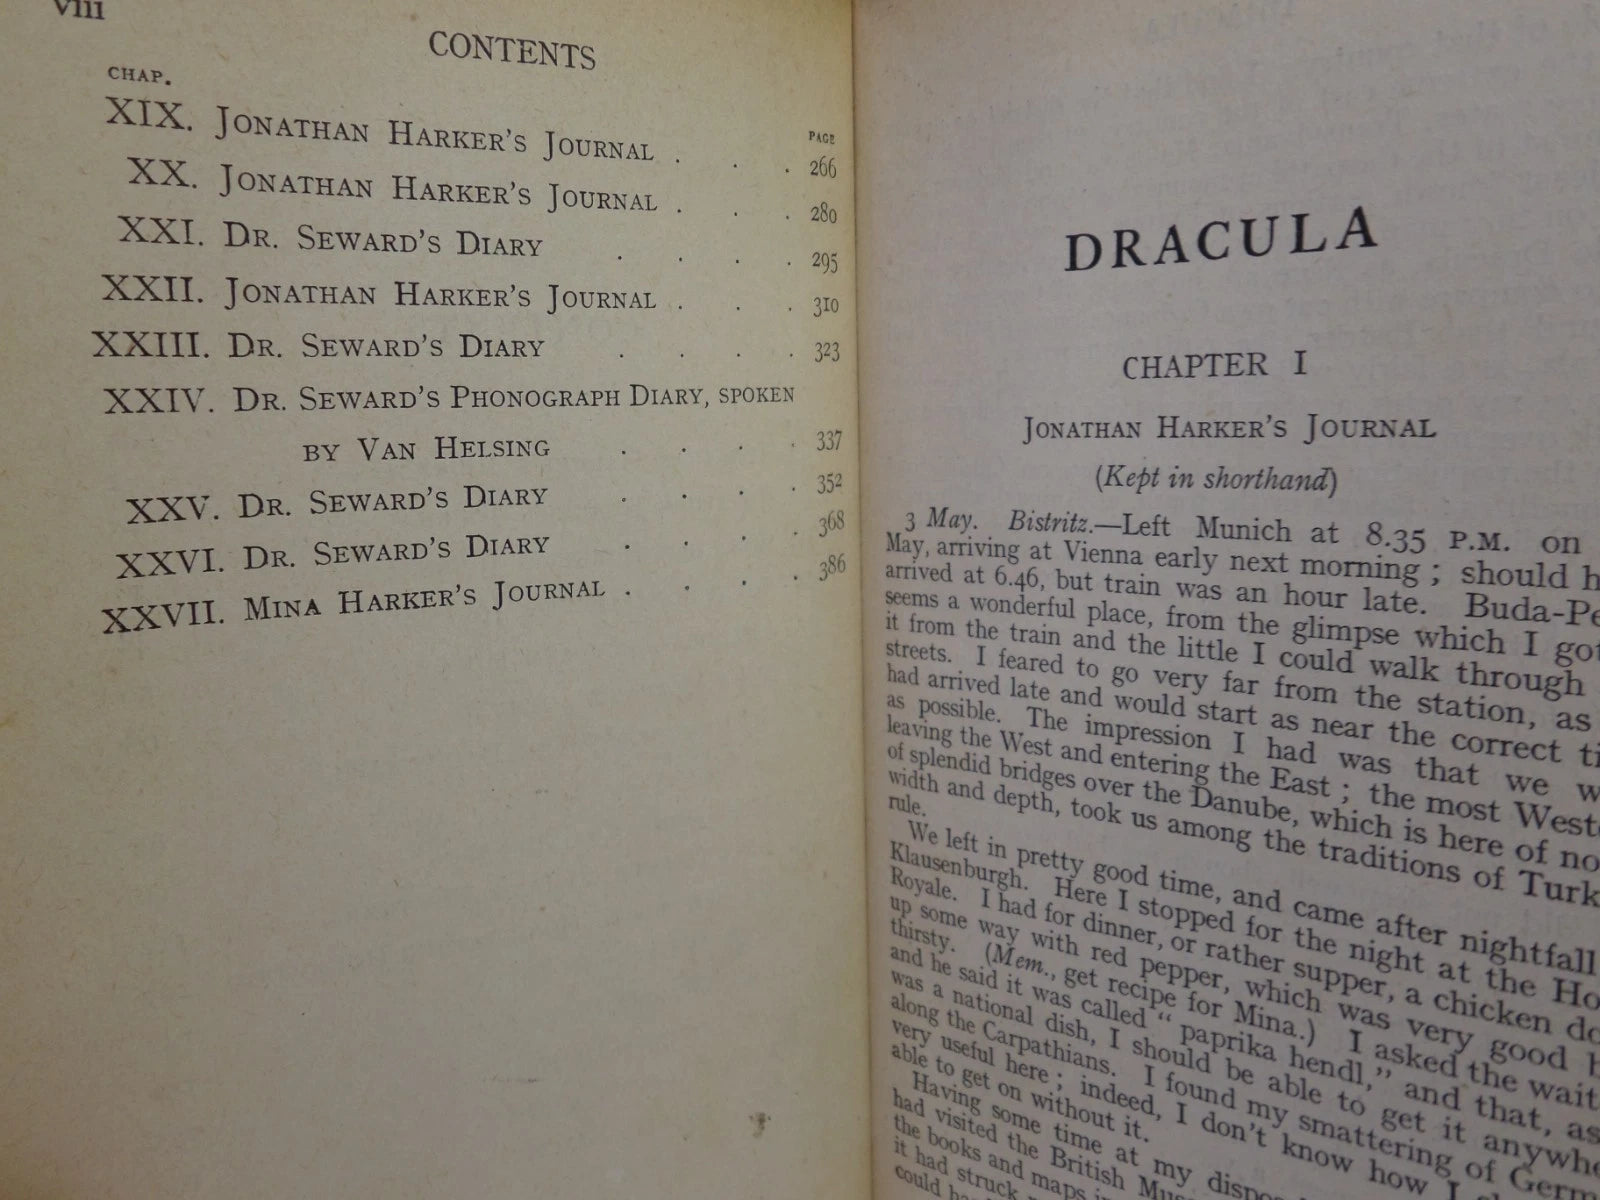 viii
CONTENTS
CHAP.
PAGE
XIX. JONATHAN HARKER'S JOURNAL . . . 266
XX. JONATHAN HARKER'S JOURNAL . . . 280
XXI. DR. SEWARD'S DIARY . . . . 295
XXII. JONATHAN HARKER'S JOURNAL . . . 310
XXIII. DR. SEWARD'S DIARY . . . . 323
XXIV. DR. SEWARD'S PHONOGRAPH DIARY, SPOKEN
BY VAN HELSING . . . . 337
XXV. DR. SEWARD'S DIARY . . . . 352
XXVI. DR. SEWARD'S DIARY . . . . 368
XXVII. MINA HARKER'S JOURNAL . . . . 386
DRACULA
CHAPTER I
JONATHAN HARKER'S JOURNAL
(Kept in shorthand)
3 May. Bistritz.—Left Munich at 8.35 P.M. on
May, arriving at Vienna early next morning ; should h
arrived at 6.46, but train was an hour late. Buda-Pe
seems a wonderful place, from the glimpse which I got
it from the train and the little I could walk through
streets. I feared to go very far from the station, as
had arrived late and would start as near the correct ti
as possible. The impression I had was that we w
leaving the West and entering the East ; the most West
of splendid bridges over the Danube, which is here of no
width and depth, took us among the traditions of Turk
rule.
We left in pretty good time, and came after nightfall
Klausenburgh. Here I stopped for the night at the Ho
Royale. I had for dinner, or rather supper, a chicken do
up some way with red pepper, which was very good b
thirsty. (Mem., get recipe for Mina.) I asked the wait
and he said it was called "paprika hendl," and that, as
was a national dish, I should be able to get it anywhe
along the Carpathians. I found my smattering of Germ
very useful here ; indeed, I don't know how I
able to get on without it.
Having some time at my dispo
had visited the British Mus
the books and maps
it had struck
could ha